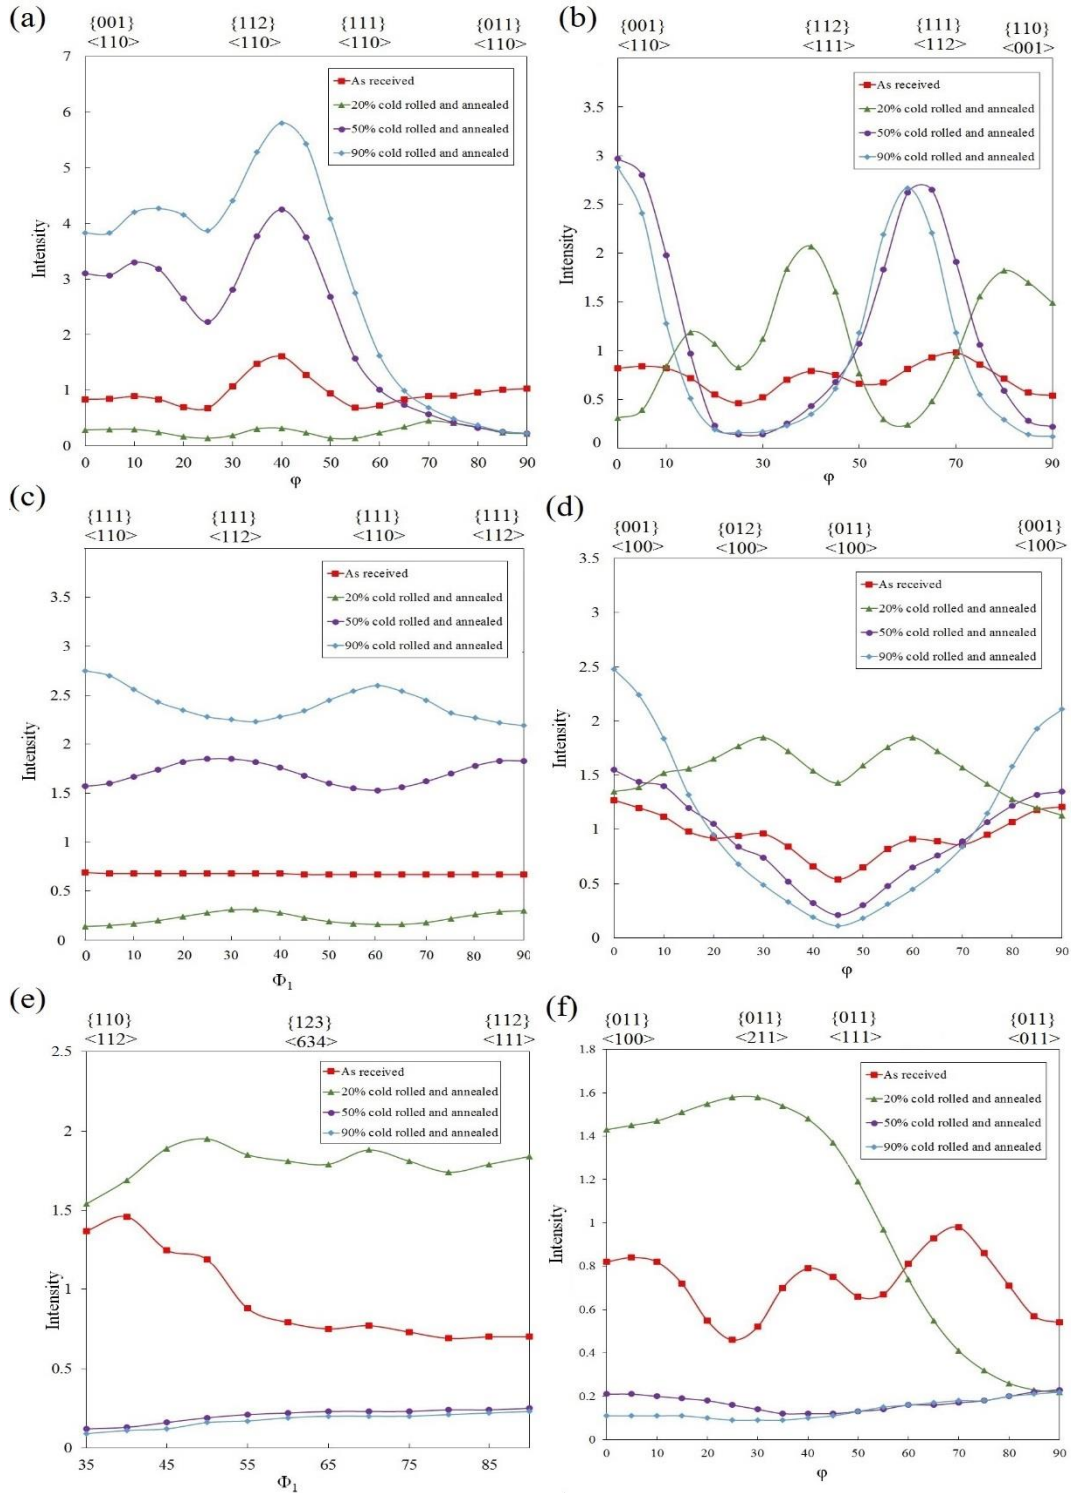 (a)
{001} {112} {111} {011}
<110> <110> <110> <110>
7
6
5
4
3
2
1
0
Intensity
As received
20% cold rolled and annealed
50% cold rolled and annealed
90% cold rolled and annealed
0 10 20 30 40 50 60 70 80 90
φ
(b)
{001} {112} {111} {110}
<110> <111> <112> <001>
3.5
3
2.5
2
1.5
1
0.5
0
Intensity
As received
20% cold rolled and annealed
50% cold rolled and annealed
90% cold rolled and annealed
0 10 30 50 70 90
φ
(c)
{111} {111} {111} {111}
<110> <112> <110> <112>
3.5
3
2.5
2
1.5
1
0.5
0
Intensity
As received
20% cold rolled and annealed
50% cold rolled and annealed
90% cold rolled and annealed
0 10 20 30 40 50 60 70 80 90
Φ1
(d)
{001} {012} {011} {001}
<100> <100> <100> <100>
3.5
3
2.5
2
1.5
1
0.5
0
Intensity
As received
20% cold rolled and annealed
50% cold rolled and annealed
90% cold rolled and annealed
0 10 20 30 40 50 60 70 80 90
φ
(e)
{110} {123} {112}
<112> <634> <111>
2.5
2
1.5
1
0.5
0
Intensity
As received
20% cold rolled and annealed
50% cold rolled and annealed
90% cold rolled and annealed
35 45 55 65 75 85
Φ1
(f)
{011} {011} {011} {011}
<100> <211> <111> <011>
1.8
1.6
1.4
1.2
1
0.8
0.6
0.4
0.2
0
Intensity
As received
20% cold rolled and annealed
50% cold rolled and annealed
90% cold rolled and annealed
0 10 20 30 40 50 60 70 80 90
φ